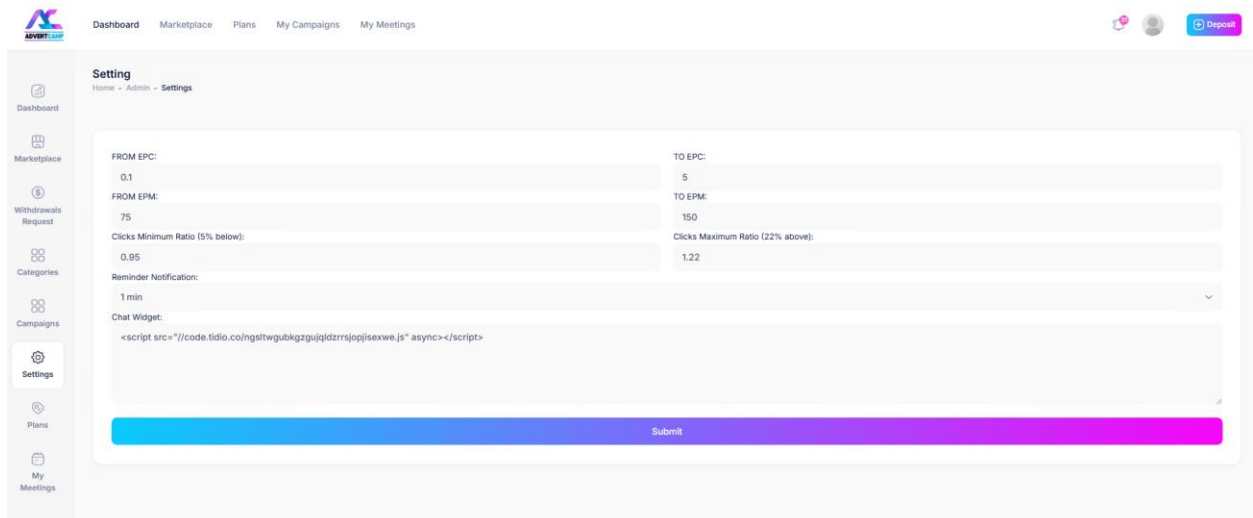 ADVERTCAMP
Dashboard Marketplace Plans My Campaigns My Meetings
31
Deposit
Setting
Home - Admin - Settings
Dashboard
Marketplace
Withdrawals
Request
Categories
Campaigns
Settings
Plans
My
Meetings
FROM EPC: TO EPC:
0.1 5
FROM EPM: TO EPM:
75 150
Clicks Minimum Ratio (5% below): Clicks Maximum Ratio (22% above):
0.95 1.22
Reminder Notification:
1 min
Chat Widget:
<script src="//code.tidio.co/ngsltwgubkgzgujqldzrrsjopjisexwe.js" async></script>
Submit